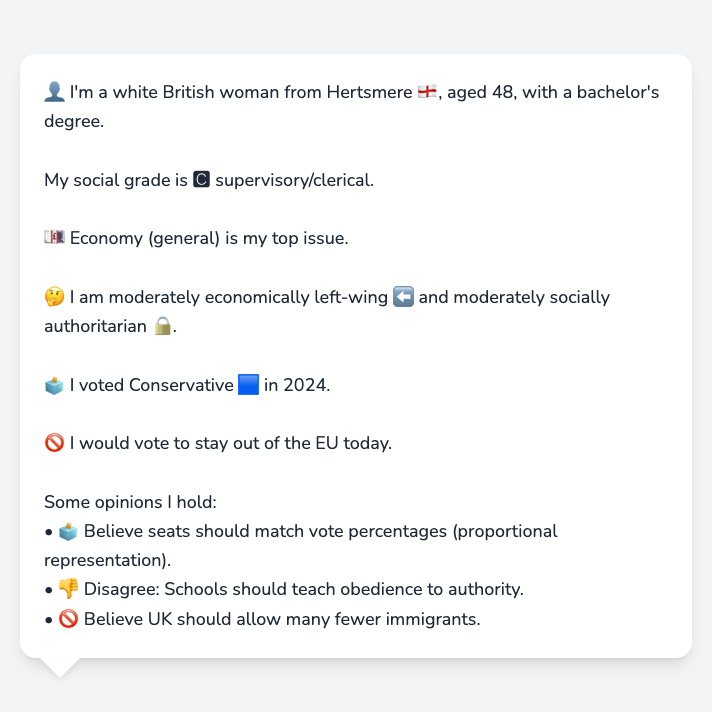 👤 I'm a white British woman from Hertsmere 🏴󠁧󠁢󠁥󠁮󠁧󠁿, aged 48, with a bachelor's
degree.
My social grade is 🅲 supervisory/clerical.
💷 Economy (general) is my top issue.
🤔 I am moderately economically left-wing ⬅️ and moderately socially
authoritarian 🔒.
🗳️ I voted Conservative 🟦 in 2024.
🚫 I would vote to stay out of the EU today.
Some opinions I hold:
• 🗳️ Believe seats should match vote percentages (proportional
representation).
• 👎 Disagree: Schools should teach obedience to authority.
• 🚫 Believe UK should allow many fewer immigrants.